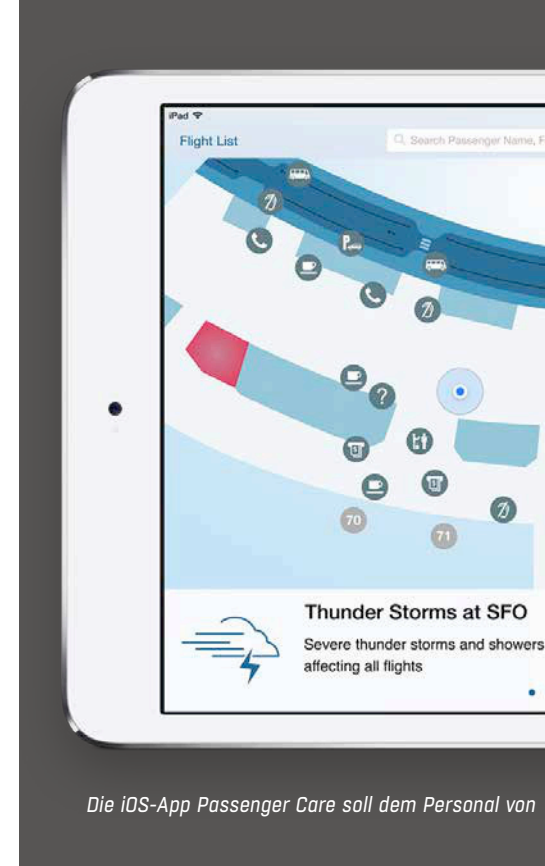 iPad
Flight List
Search Passenger Name, F
P
?
70
71
Thunder Storms at SFO
Severe thunder storms and showers
affecting all flights
Die iOS-App Passenger Care soll dem Personal von